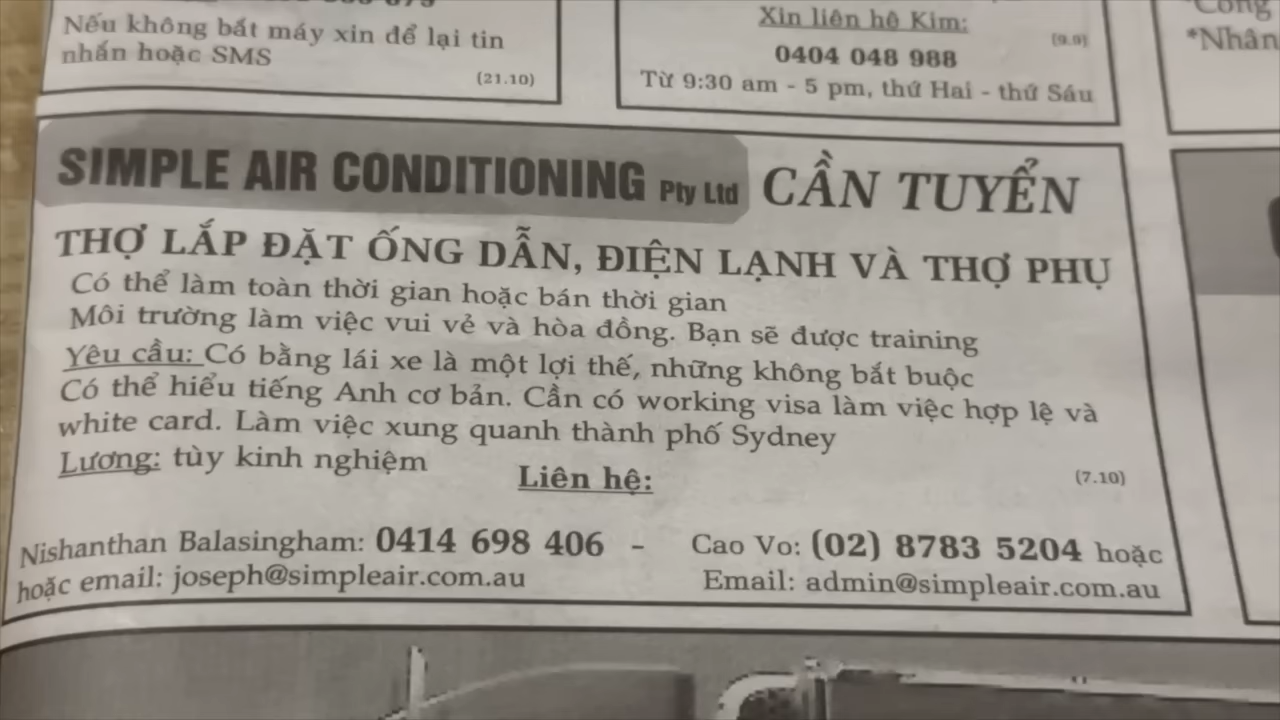 Nếu không bắt máy xin để lại tin
nhắn hoặc SMS
(21.10)
Xin liên hệ Kim:
(9.9)
0404 048 988
Từ 9:30 am - 5 pm, thứ Hai - thứ Sáu
*Nhân
SIMPLE AIR CONDITIONING Pty Ltd CẦN TUYỂN
THỢ LẮP ĐẶT ỐNG DẪN, ĐIỆN LẠNH VÀ THỢ PHỤ
Có thể làm toàn thời gian hoặc bán thời gian
Môi trường làm việc vui vẻ và hòa đồng. Bạn sẽ được training
Yêu cầu: Có bằng lái xe là một lợi thế, những không bắt buộc
Có thể hiểu tiếng Anh cơ bản. Cần có working visa làm việc hợp lệ và
white card. Làm việc xung quanh thành phố Sydney
Lương: tùy kinh nghiệm
Liên hệ:
(7.10)
Nishanthan Balasingham: 0414 698 406 - Cao Vo: (02) 8783 5204 hoặc
hoặc email: joseph@simpleair.com.au Email: admin@simpleair.com.au